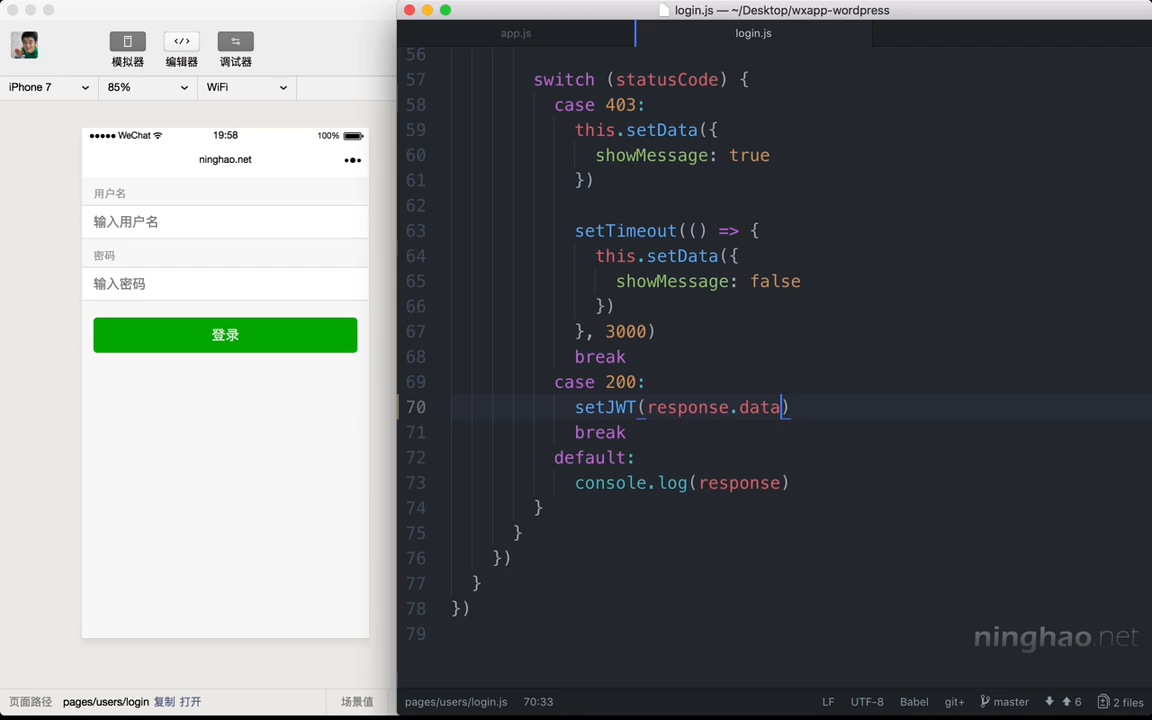 login.js — ~/Desktop/wxapp-wordpress
app.js
login.js
模拟器
编辑器
调试器
iPhone 7
85%
WiFi
●●●●● WeChat
19:58
100%
ninghao.net
用户名
输入用户名
密码
输入密码
登录
页面路径 pages/users/login 复制 打开
场景值
56
57 switch (statusCode) {
58 case 403:
59 this.setData({
60 showMessage: true
61 })
62
63 setTimeout(() => {
64 this.setData({
65 showMessage: false
66 })
67 }, 3000)
68 break
69 case 200:
70 setJWT(response.data)
71 break
72 default:
73 console.log(response)
74 }
75 }
76 })
77 }
78 })
79
ninghao.net
pages/users/login.js 70:33
LF UTF-8 Babel git+ master 6 2 files